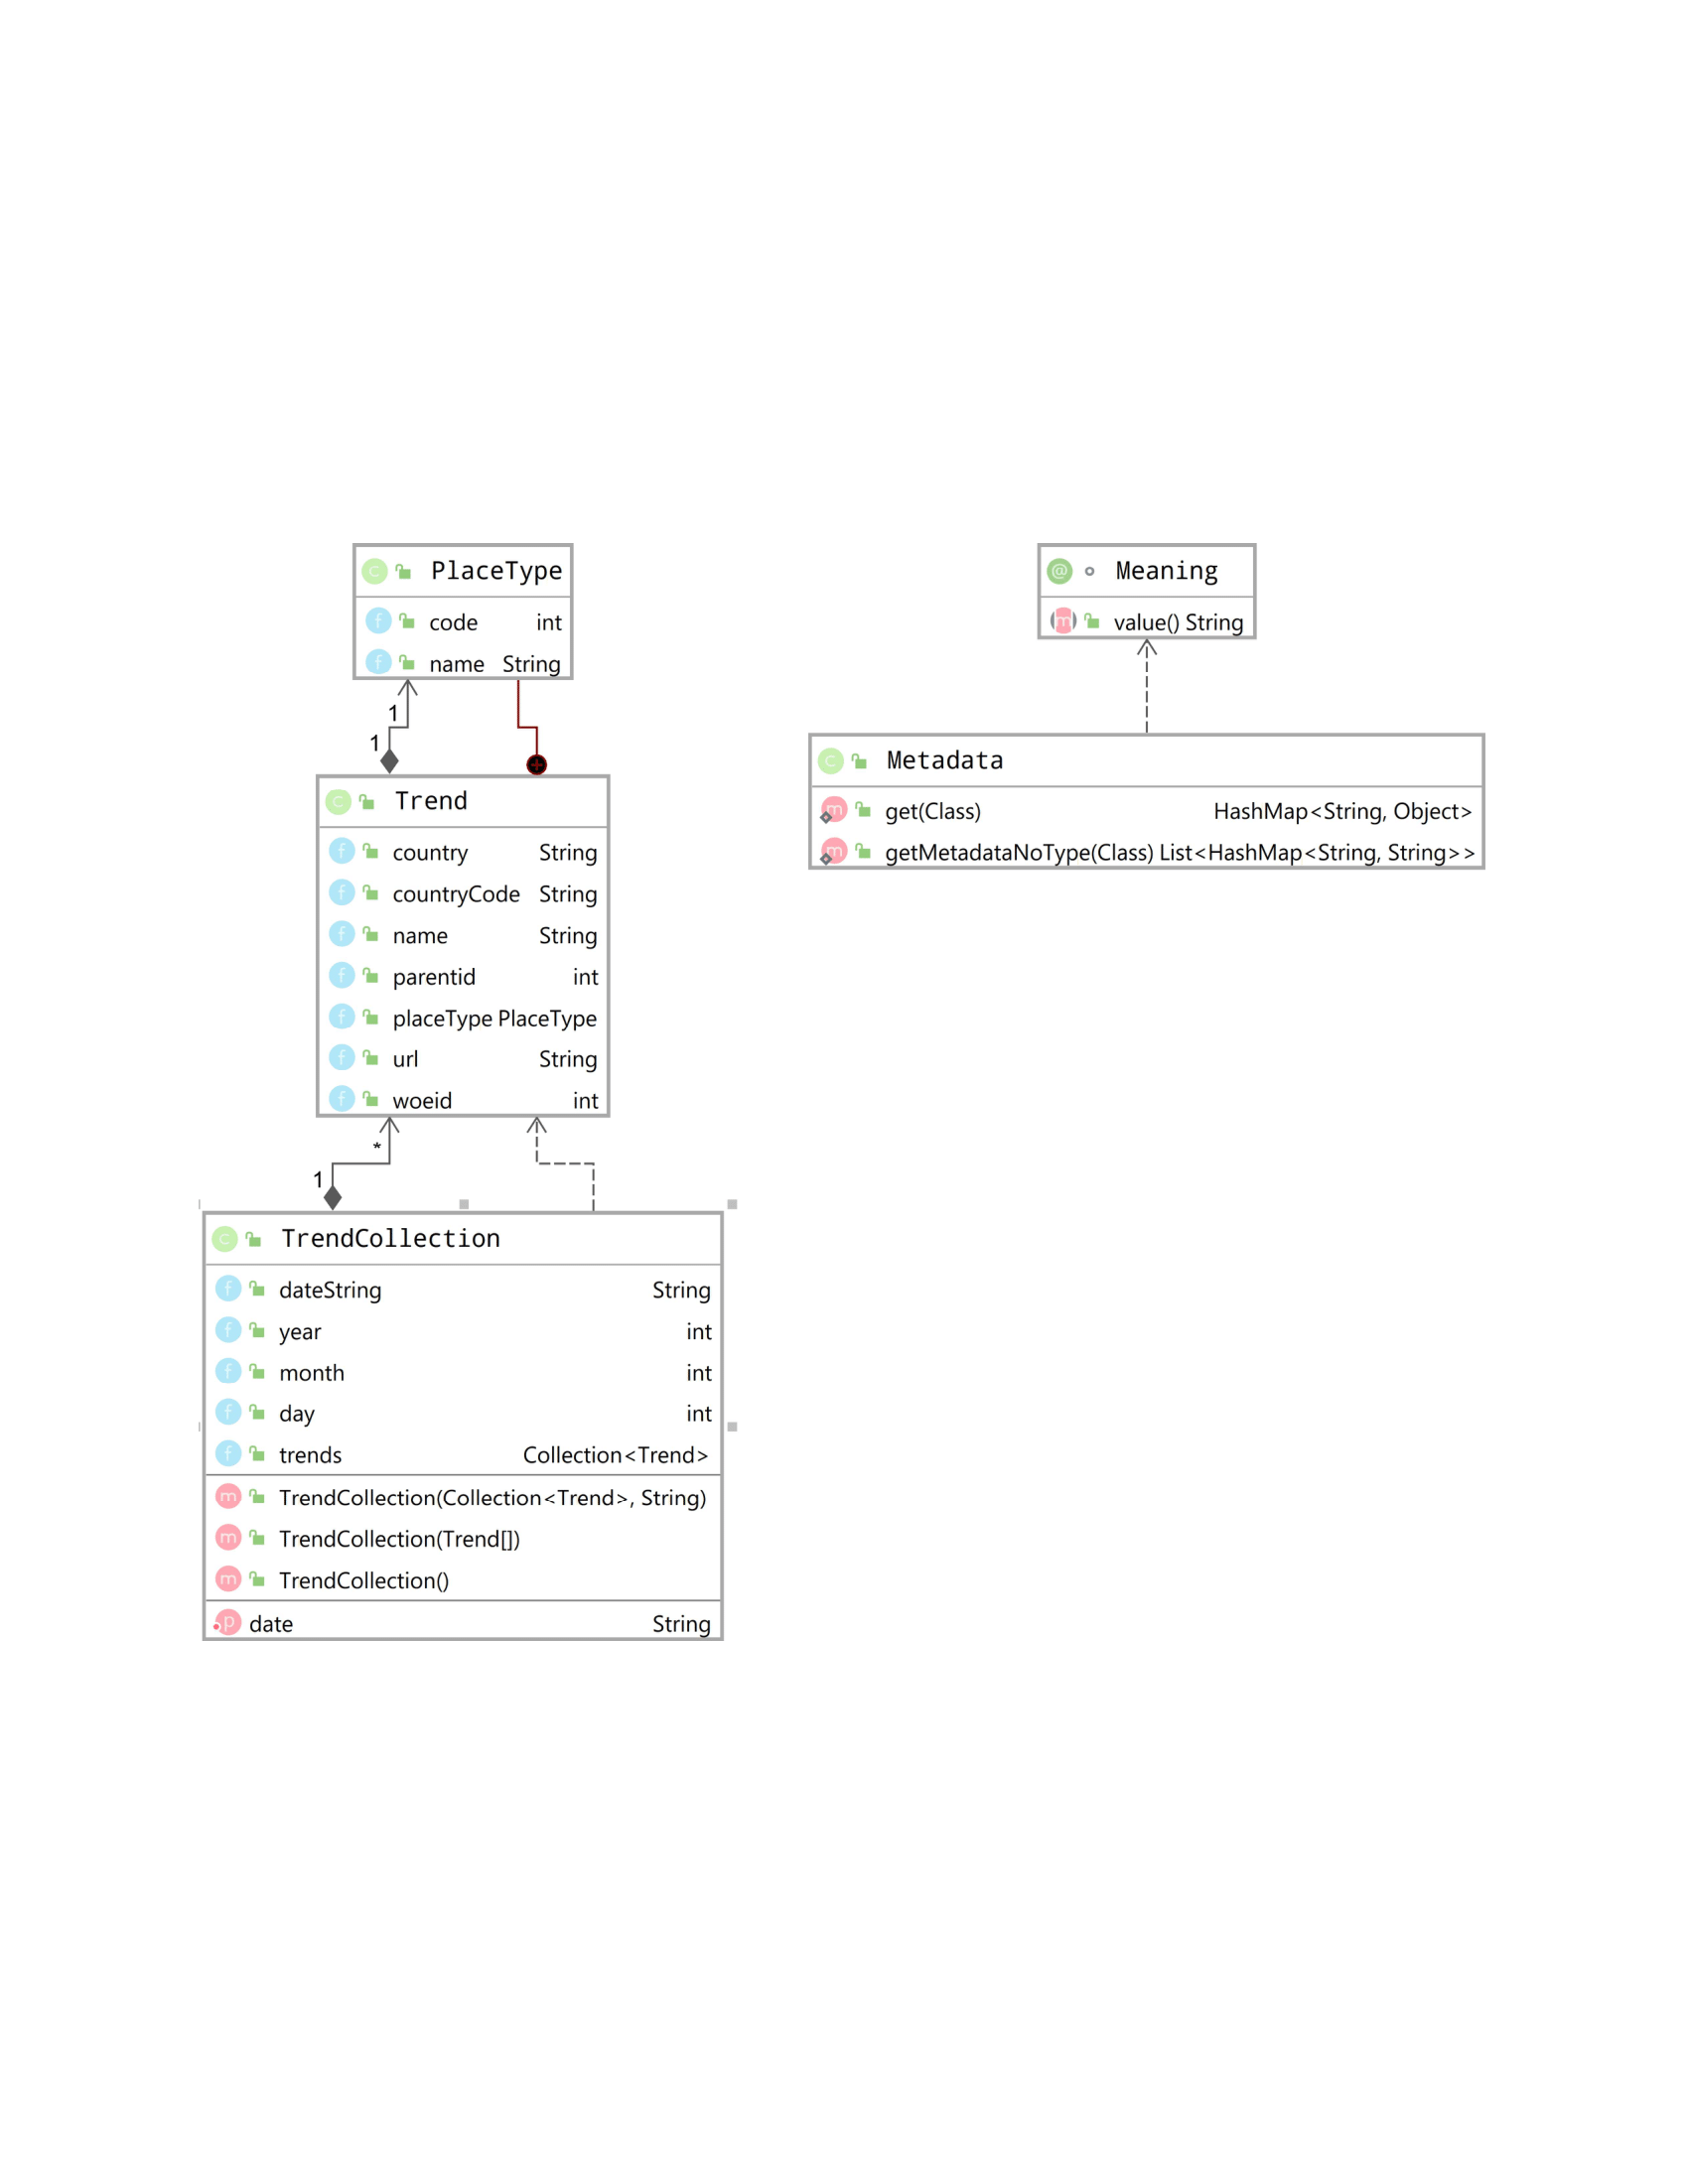 PlaceType
code int
name String
1
1
Trend
country String
countryCode String
name String
parentid int
placeType PlaceType
url String
woeid int
*
1
TrendCollection
dateString String
year int
month int
day int
trends Collection<Trend>
TrendCollection(Collection<Trend>, String)
TrendCollection(Trend[])
TrendCollection()
date String
Meaning
value() String
Metadata
get(Class) HashMap<String, Object>
getMetadataNoType(Class) List<HashMap<String, String>>